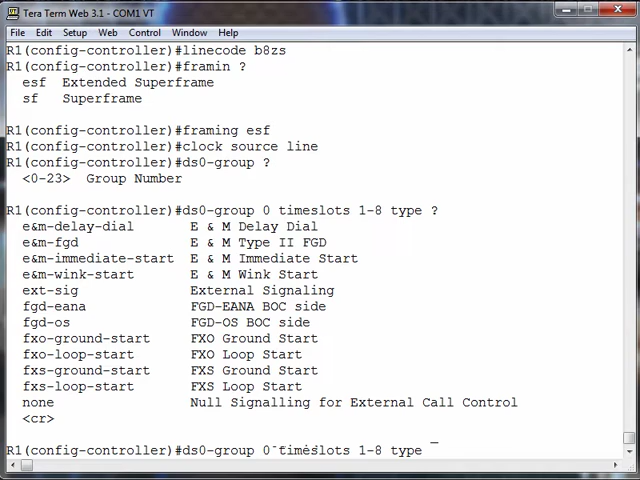 Tera Term Web 3.1 - COM1 VT
File Edit Setup Web Control Window Help
R1(config-controller)#linecode b8zs
R1(config-controller)#framin ?
esf Extended Superframe
sf Superframe
R1(config-controller)#framing esf
R1(config-controller)#clock source line
R1(config-controller)#ds0-group ?
<0-23> Group Number
R1(config-controller)#ds0-group 0 timeslots 1-8 type ?
e&m-delay-dial E & M Delay Dial
e&m-fgd E & M Type II FGD
e&m-immediate-start E & M Immediate Start
e&m-wink-start E & M Wink Start
ext-sig External Signaling
fgd-eana FGD-EANA BOC side
fgd-os FGD-OS BOC side
fxo-ground-start FXO Ground Start
fxo-loop-start FXO Loop Start
fxs-ground-start FXS Ground Start
fxs-loop-start FXS Loop Start
none Null Signalling for External Call Control
<cr>
R1(config-controller)#ds0-group 0 timeslots 1-8 type _